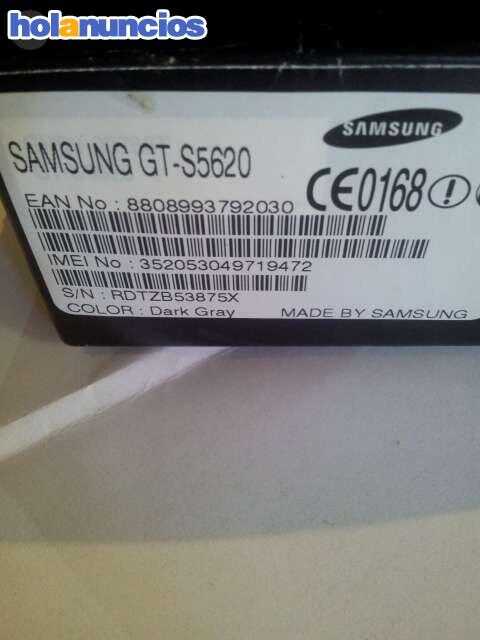 holanuncios
SAMSUNG
SAMSUNG GT-S5620
CE0168
EAN No : 8808993792030
IMEI No : 352053049719472
S/N : RDTZB53875X
COLOR : Dark Gray
MADE BY SAMSUNG